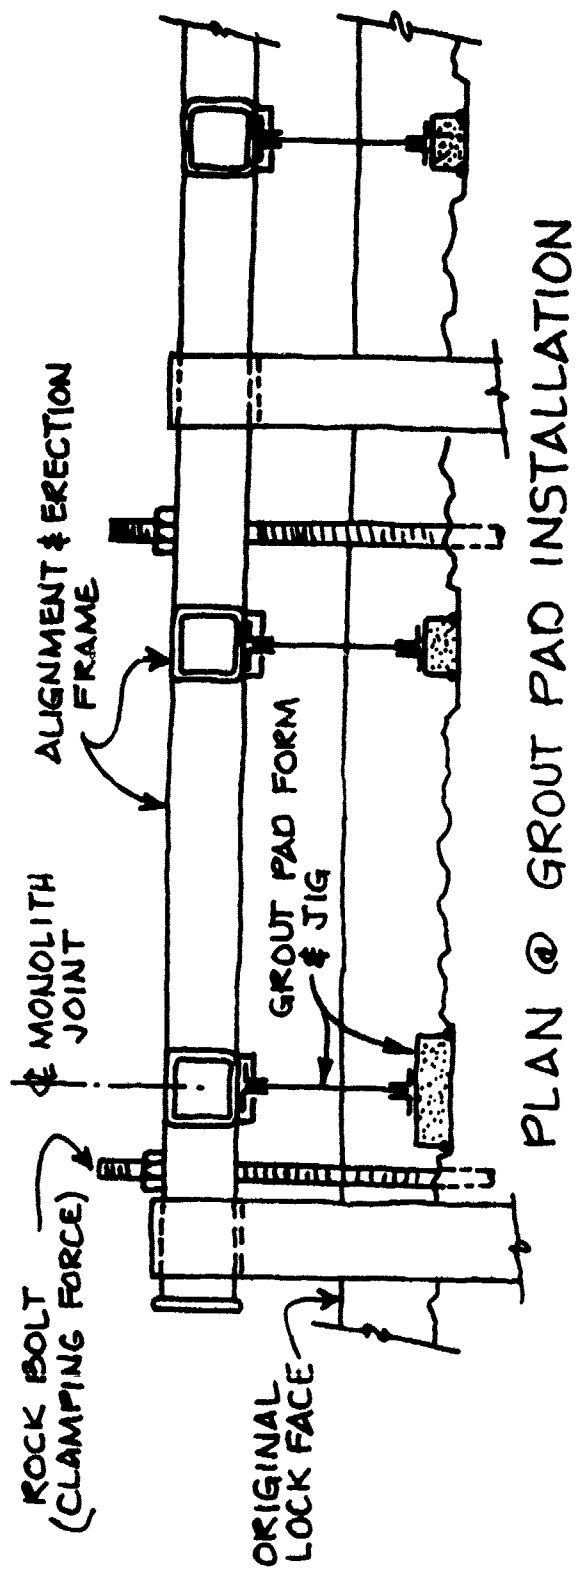 ROCK BOLT
(CLAMPING FORCE)
℄ MONOLITH
JOINT
ALIGNMENT & ERECTION
FRAME
ORIGINAL
LOCK FACE
GROUT PAD FORM
& JIG
PLAN @ GROUT PAD INSTALLATION